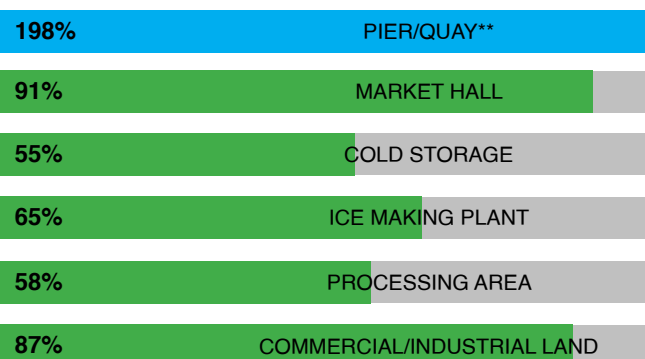 198% PIER/QUAY**
91% MARKET HALL
55% COLD STORAGE
65% ICE MAKING PLANT
58% PROCESSING AREA
87% COMMERCIAL/INDUSTRIAL LAND